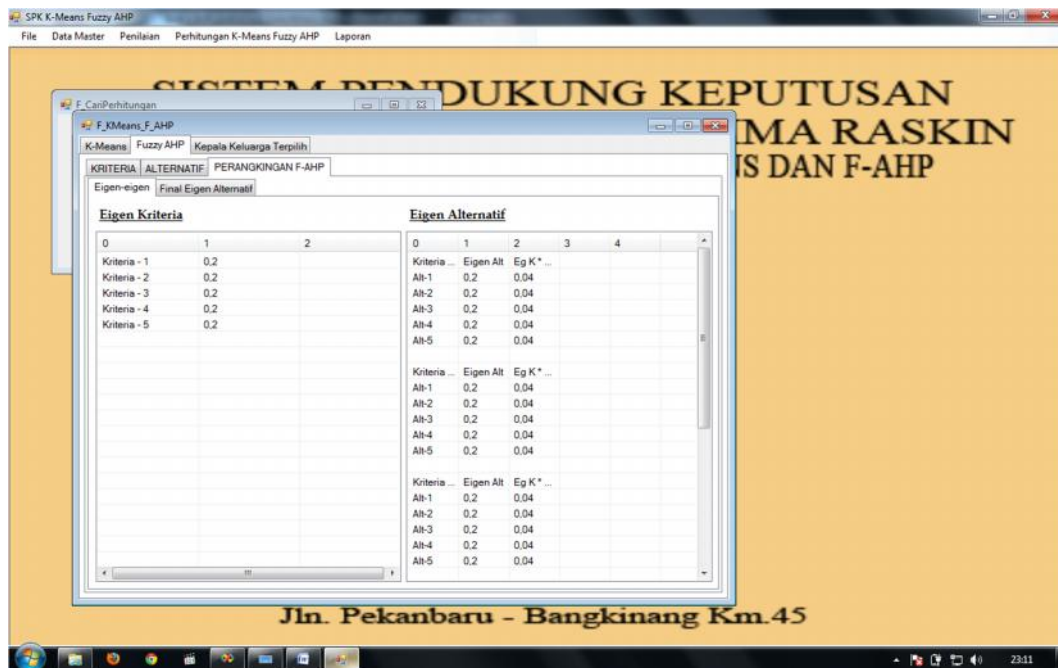 SPK K-Means Fuzzy AHP
File Data Master Penilaian Perhitungan K-Means Fuzzy AHP Laporan
SISTEM PENDUKUNG KEPUTUSAN
IMA RASKIN
NS DAN F-AHP
F_CariPerhitungan
F_KMeans_F_AHP
K-Means Fuzzy AHP Kepala Keluarga Terpilih
KRITERIA ALTERNATIF PERANGKINGAN F-AHP
Eigen-eigen Final Eigen Alternatif
Eigen Kriteria
0 1 2
Kriteria - 1 0,2
Kriteria - 2 0,2
Kriteria - 3 0,2
Kriteria - 4 0,2
Kriteria - 5 0,2
Eigen Alternatif
0 1 2 3 4
Kriteria ... Eigen Alt Eg K * ...
Alt-1 0,2 0,04
Alt-2 0,2 0,04
Alt-3 0,2 0,04
Alt-4 0,2 0,04
Alt-5 0,2 0,04
Kriteria ... Eigen Alt Eg K * ...
Alt-1 0,2 0,04
Alt-2 0,2 0,04
Alt-3 0,2 0,04
Alt-4 0,2 0,04
Alt-5 0,2 0,04
Kriteria ... Eigen Alt Eg K * ...
Alt-1 0,2 0,04
Alt-2 0,2 0,04
Alt-3 0,2 0,04
Alt-4 0,2 0,04
Alt-5 0,2 0,04
Jln. Pekanbaru - Bangkinang Km.45
23:11